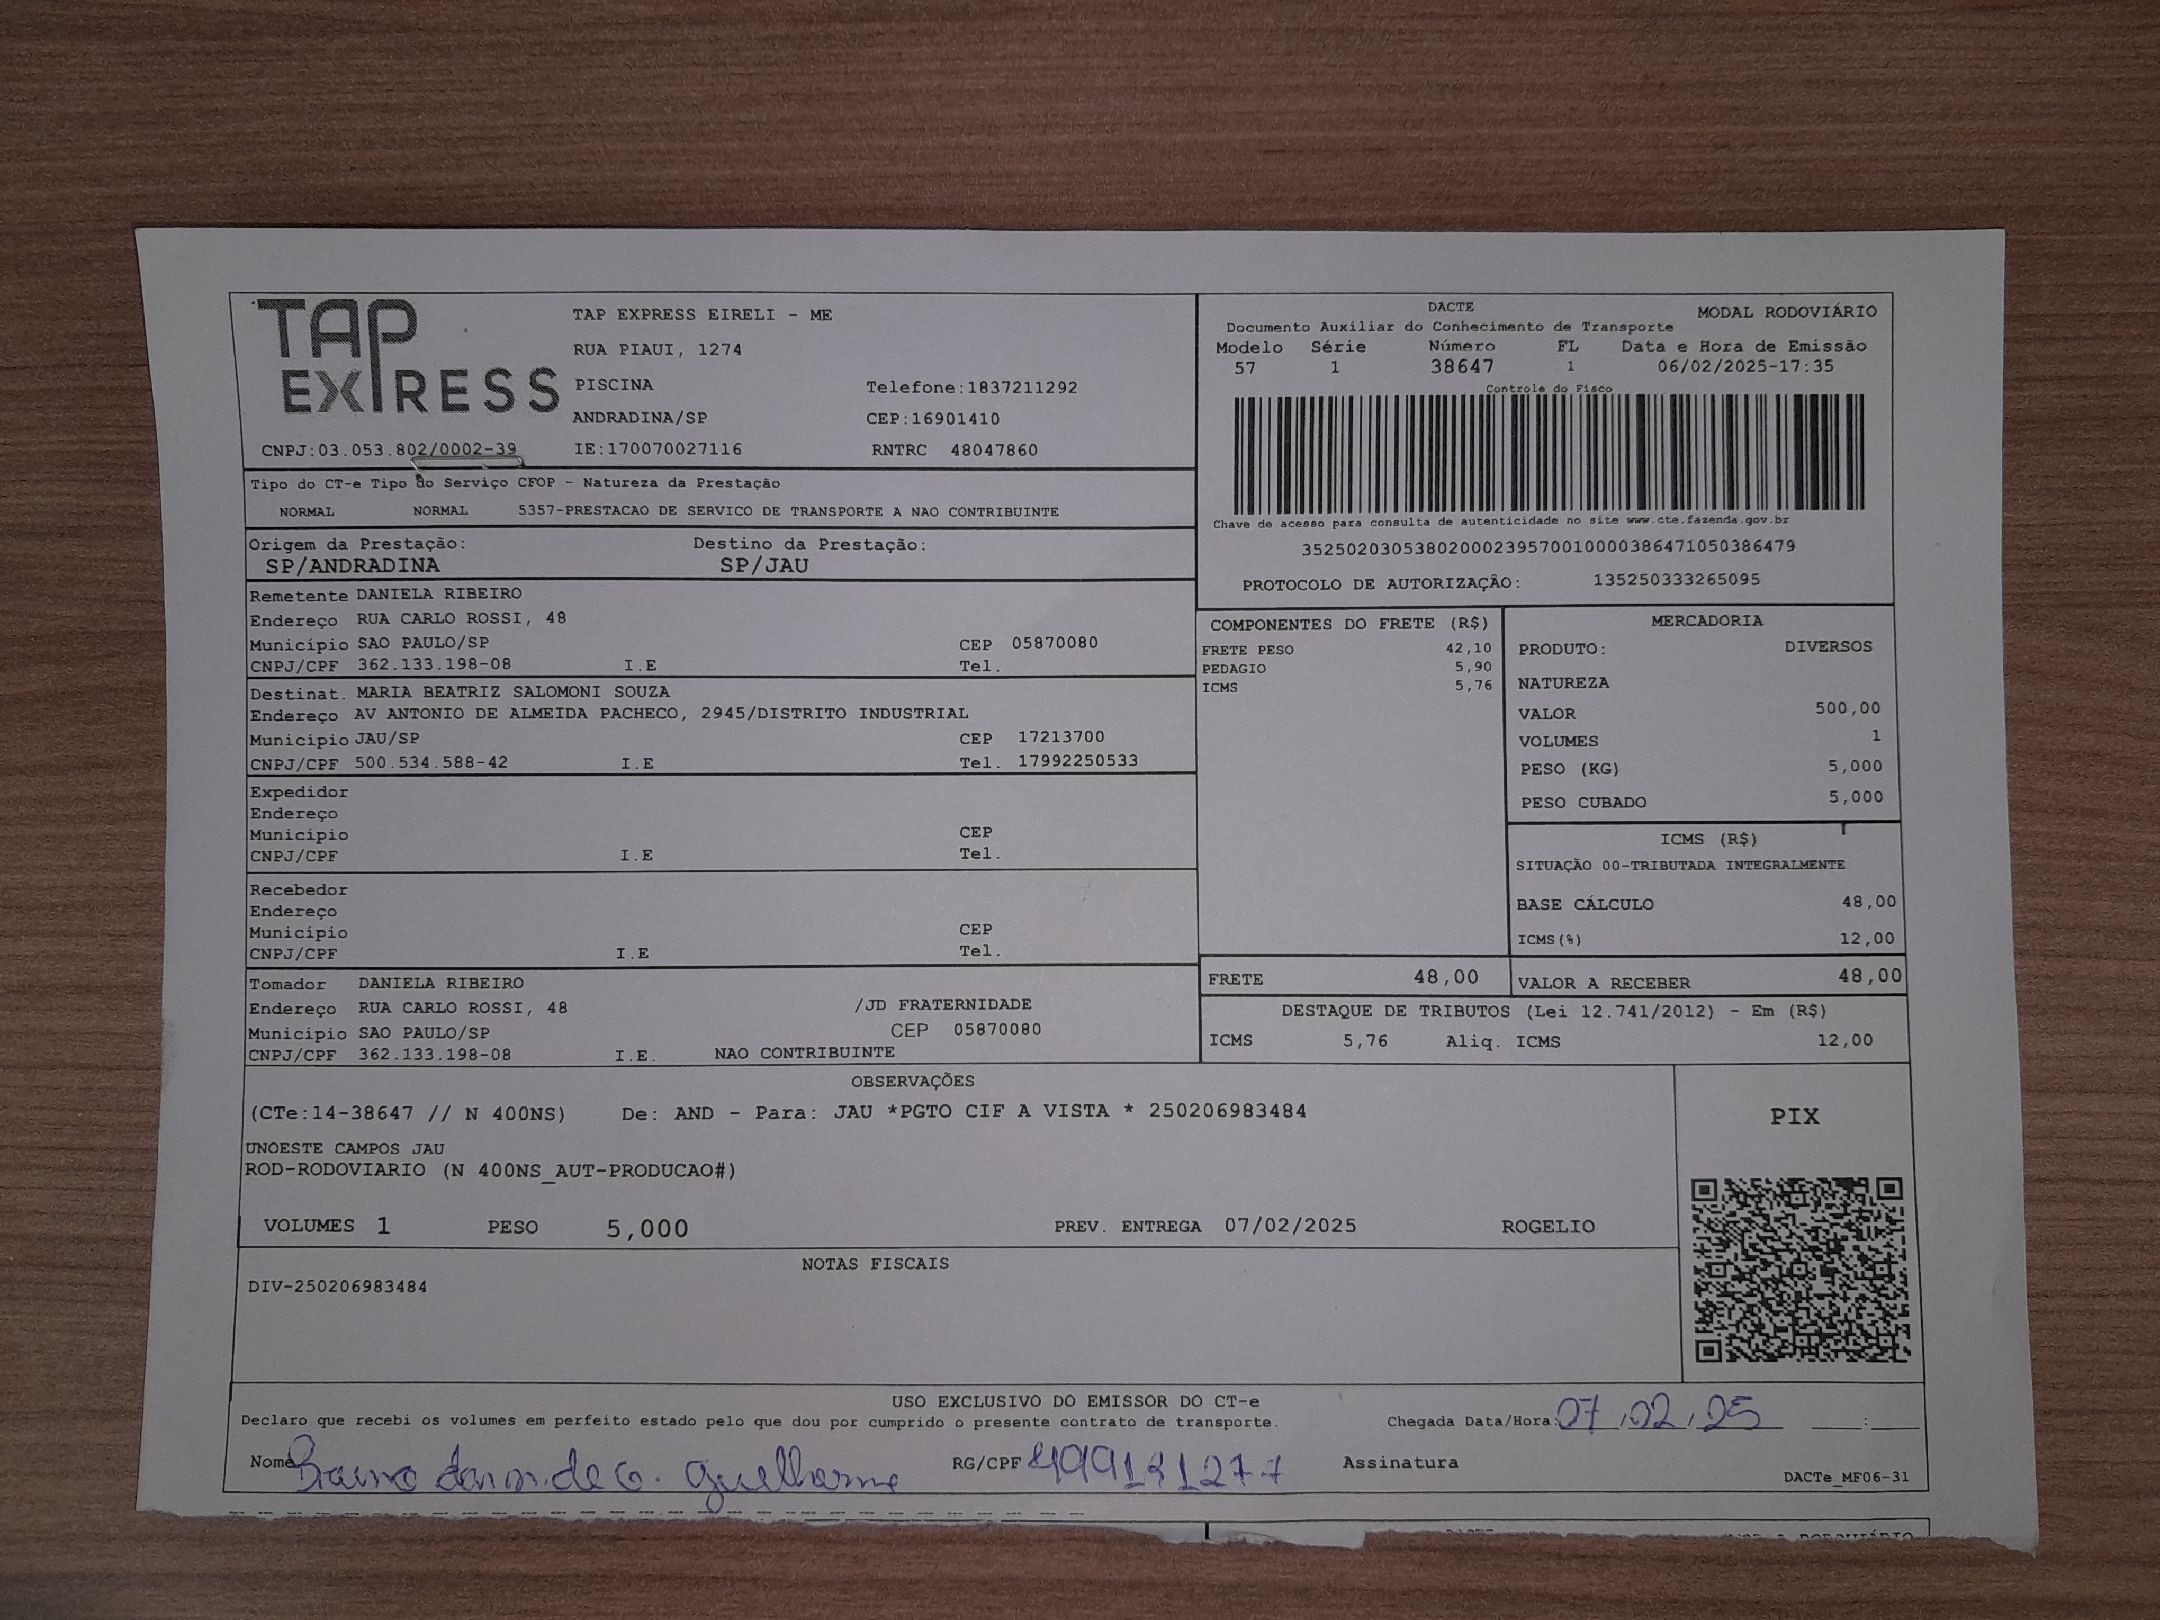 TAP EXPRESS
TAP EXPRESS EIRELI - ME
RUA PIAUI, 1274
PISCINA Telefone:1837211292
ANDRADINA/SP CEP:16901410
CNPJ:03.053.802/0002-39 IE:170070027116 RNTRC 48047860
DACTE MODAL RODOVIÁRIO
Documento Auxiliar do Conhecimento de Transporte
Modelo Série Número FL Data e Hora de Emissão
57 1 38647 1 06/02/2025-17:35
Controle do Fisco
Chave de acesso para consulta de autenticidade no site www.cte.fazenda.gov.br
35250203053802000239570010000386471050386479
PROTOCOLO DE AUTORIZAÇÃO: 135250333265095
Tipo do CT-e Tipo do Serviço CFOP - Natureza da Prestação
NORMAL NORMAL 5357-PRESTACAO DE SERVICO DE TRANSPORTE A NAO CONTRIBUINTE
Origem da Prestação: Destino da Prestação:
SP/ANDRADINA SP/JAU
Remetente DANIELA RIBEIRO
Endereço RUA CARLO ROSSI, 48
Município SAO PAULO/SP CEP 05870080
CNPJ/CPF 362.133.198-08 I.E Tel.
Destinat. MARIA BEATRIZ SALOMONI SOUZA
Endereço AV ANTONIO DE ALMEIDA PACHECO, 2945/DISTRITO INDUSTRIAL
Município JAU/SP CEP 17213700
CNPJ/CPF 500.534.588-42 I.E Tel. 17992250533
Expedidor
Endereço
Município CEP
CNPJ/CPF I.E Tel.
Recebedor
Endereço
Município CEP
CNPJ/CPF I.E Tel.
Tomador DANIELA RIBEIRO
Endereço RUA CARLO ROSSI, 48 /JD FRATERNIDADE
Município SAO PAULO/SP CEP 05870080
CNPJ/CPF 362.133.198-08 I.E. NAO CONTRIBUINTE
COMPONENTES DO FRETE (R$)
FRETE PESO 42,10
PEDAGIO 5,90
ICMS 5,76
MERCADORIA
PRODUTO: DIVERSOS
NATUREZA
VALOR 500,00
VOLUMES 1
PESO (KG) 5,000
PESO CUBADO 5,000
ICMS (R$)
SITUAÇÃO 00-TRIBUTADA INTEGRALMENTE
BASE CÁLCULO 48,00
ICMS(%) 12,00
FRETE 48,00 VALOR A RECEBER 48,00
DESTAQUE DE TRIBUTOS (Lei 12.741/2012) - Em (R$)
ICMS 5,76 Aliq. ICMS 12,00
OBSERVAÇÕES
(CTe:14-38647 // N 400NS) De: AND - Para: JAU *PGTO CIF A VISTA * 250206983484
UNOESTE CAMPOS JAU
ROD-RODOVIARIO (N 400NS_AUT-PRODUCAO#)
VOLUMES 1 PESO 5,000 PREV. ENTREGA 07/02/2025 ROGELIO
PIX
NOTAS FISCAIS
DIV-250206983484
USO EXCLUSIVO DO EMISSOR DO CT-e
Declaro que recebi os volumes em perfeito estado pelo que dou por cumprido o presente contrato de transporte. Chegada Data/Hora: 07/02/25 __:__
Nome Guilherme RG/CPF Assinatura
DACTe_MF06-31